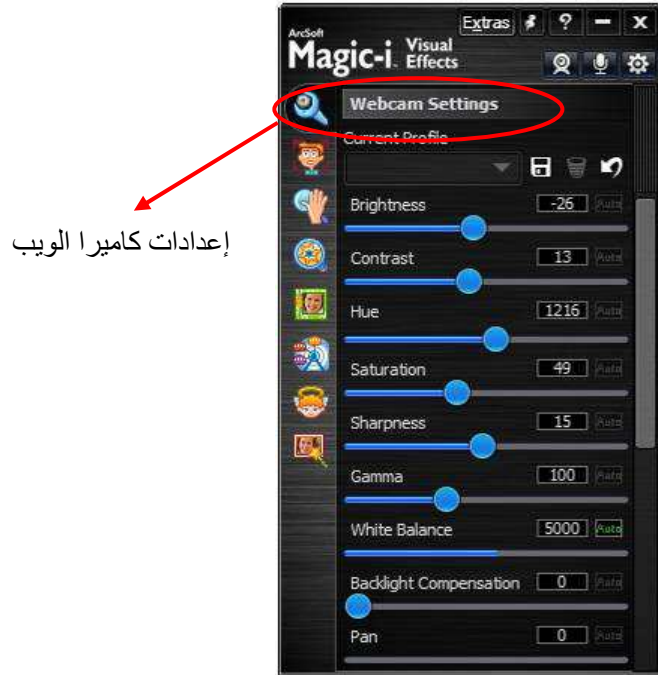 Extras ? – x
ArcSoft
Magic-i Visual Effects
Webcam Settings
Current Profile
إعدادات كاميرا الويب
Brightness -26 Auto
Contrast 13 Auto
Hue 1216 Auto
Saturation 49 Auto
Sharpness 15 Auto
Gamma 100 Auto
White Balance 5000 Auto
Backlight Compensation 0 Auto
Pan 0 Auto